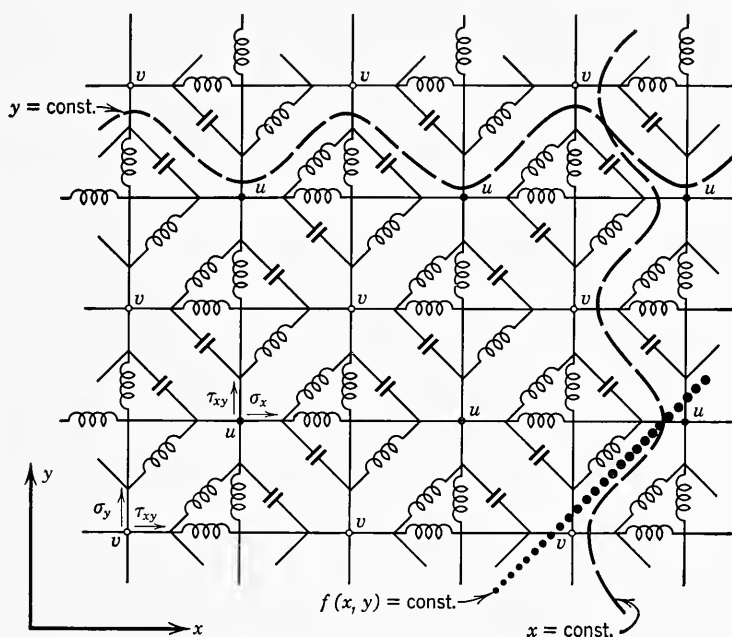 v v v
y = const.
u u u
v v v
τxy σx
u u
σy τxy
v v
y
f(x, y) = const.
x x = const.